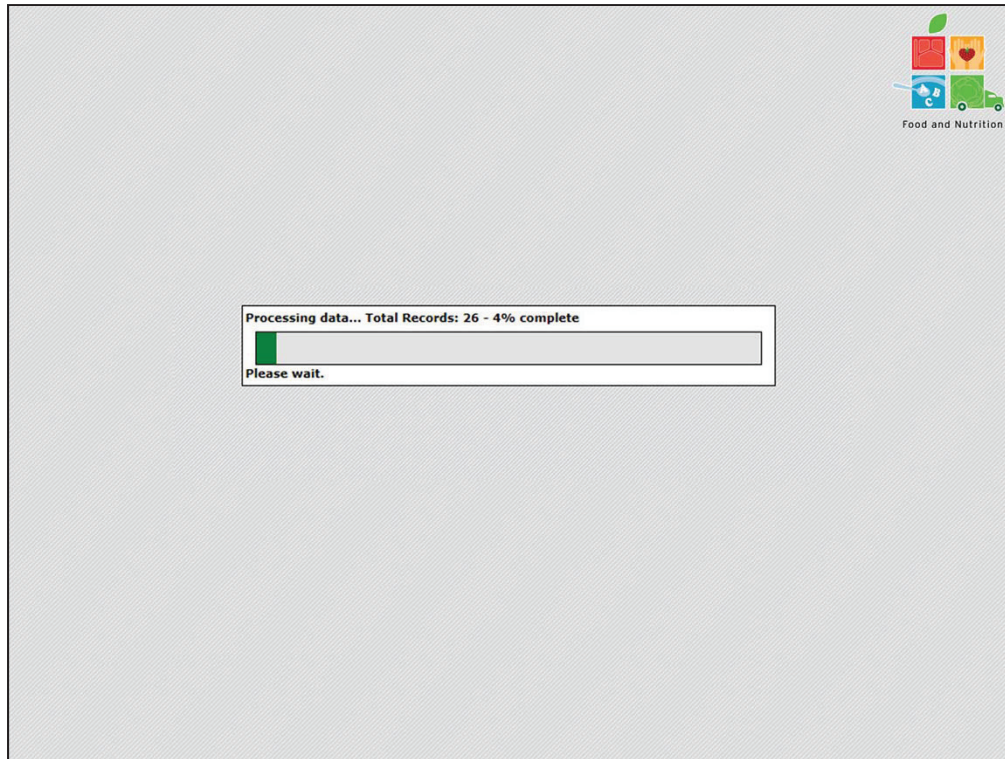 Food and Nutrition
Processing data... Total Records: 26 - 4% complete
Please wait.